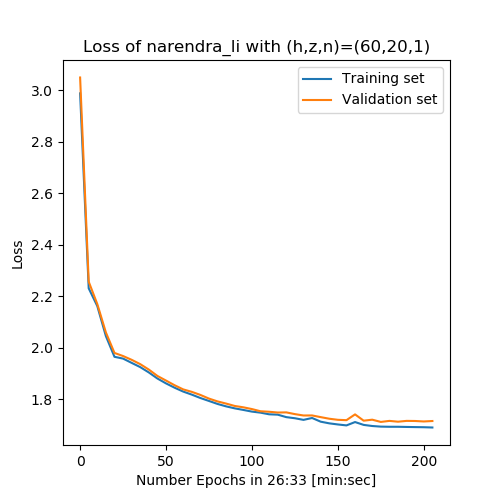 Loss of narendra_li with (h,z,n)=(60,20,1)
Training set
Validation set
3.0
2.8
2.6
2.4
2.2
2.0
1.8
Loss
0 50 100 150 200
Number Epochs in 26:33 [min:sec]